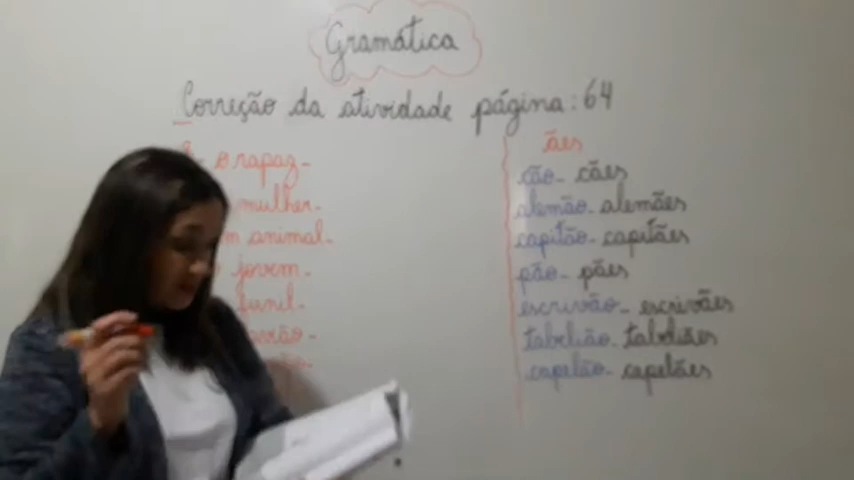 Gramática
Correção da atividade página: 64
o rapaz-
mulher-
animal-
jovem-
funil-
ães
cão- cães
alemão- alemães
capitão- capitães
pão- pães
escrivão- escrivães
tabelião- tabeliães
capelão- capelães